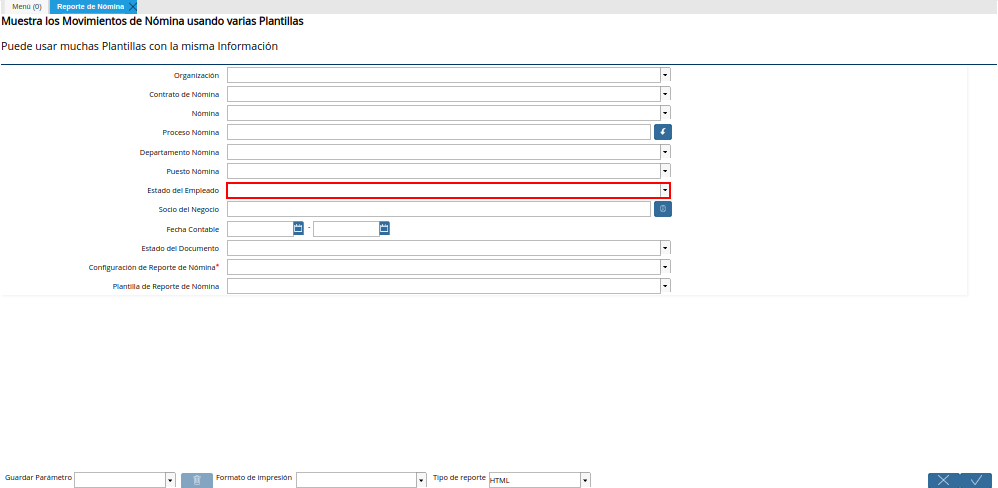 Menú (0) Reporte de Nómina
Muestra los Movimientos de Nómina usando varias Plantillas
Puede usar muchas Plantillas con la misma Información
Organización
Contrato de Nómina
Nómina
Proceso Nómina
Departamento Nómina
Puesto Nómina
Estado del Empleado
Socio del Negocio
Fecha Contable -
Estado del Documento
Configuración de Reporte de Nómina*
Plantilla de Reporte de Nómina
Guardar Parámetro Formato de impresión Tipo de reporte HTML